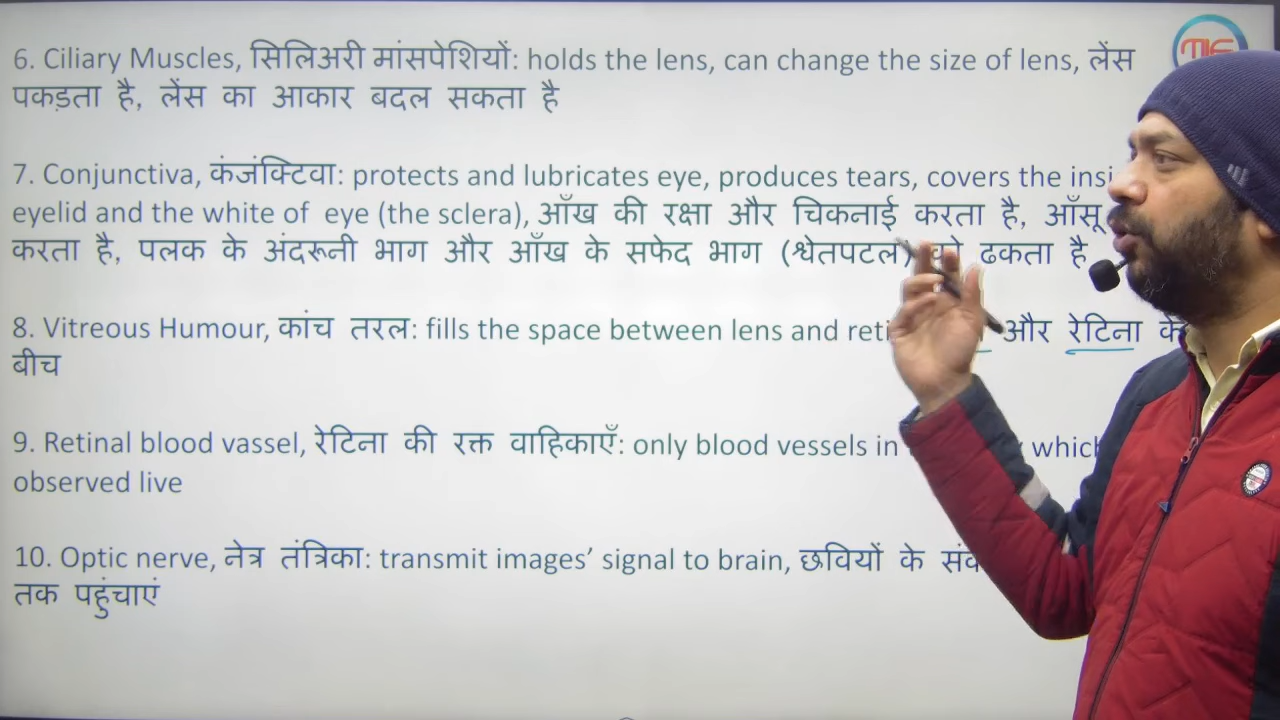 6. Ciliary Muscles, सिलिअरी मांसपेशियों: holds the lens, can change the size of lens, लेंस
पकड़ता है, लेंस का आकार बदल सकता है
7. Conjunctiva, कंजंक्टिवा: protects and lubricates eye, produces tears, covers the
eyelid and the white of eye (the sclera), आँख की रक्षा और चिकनाई करता है, आँसू
करता है, पलक के अंदरूनी भाग और आँख के सफेद भाग (श्वेतपटल) को ढकता है
8. Vitreous Humour, कांच तरल: fills the space between lens and और रेटिना के
बीच
9. Retinal blood vassel, रेटिना की रक्त वाहिकाएँ: only blood vessels in which
observed live
10. Optic nerve, नेत्र तंत्रिका: transmit images’ signal to brain, छवियों के
तक पहुंचाएं